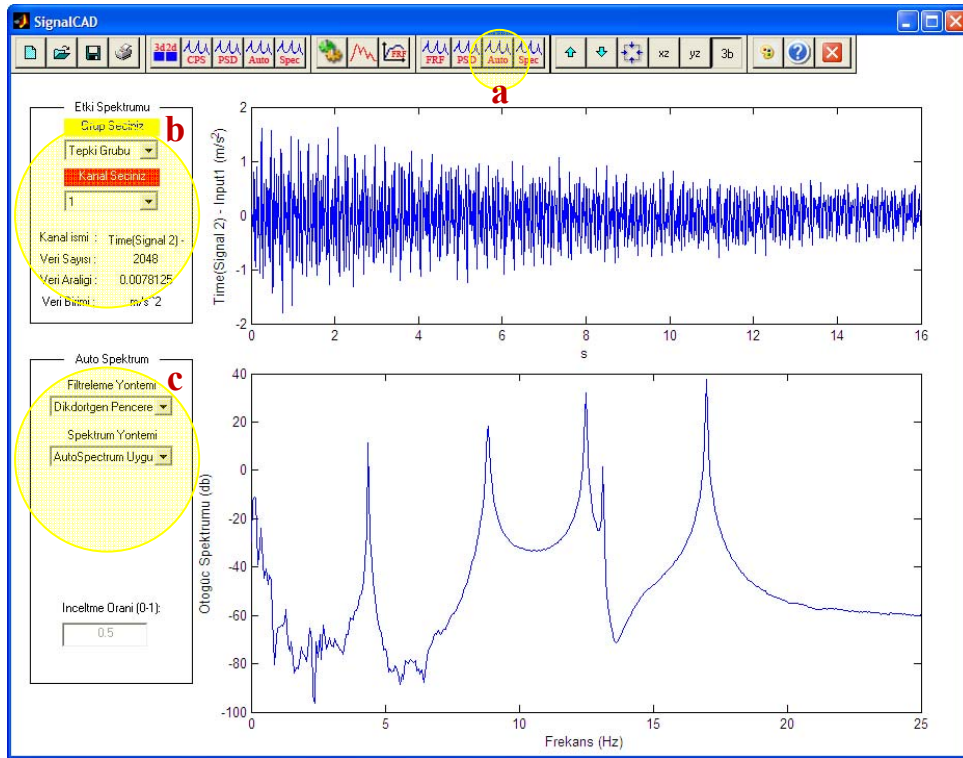 SignalCAD
3d2d CPS PSD Auto Spec FRF FRF PSD Auto Spec xz yz 3b
a
Etki Spektrumu
Grup Seciniz
b
Tepki Grubu
Kanal Seciniz
1
Kanal ismi : Time(Signal 2) -
Veri Sayısı : 2048
Veri Araligi : 0.0078125
Veri Birimi : m/s^2
Time(Signal 2) - Input1 (m/s²)
2
1
0
-1
-2
0 2 4 6 8 10 12 14 16
s
Auto Spektrum
c
Filtreleme Yontemi
Dikdortgen Pencere
Spektrum Yontemi
AutoSpectrum Uygu
Inceltme Orani (0-1):
0.5
Otogüc Spektrumu (db)
40
20
0
-20
-40
-60
-80
-100
0 5 10 15 20 25
Frekans (Hz)